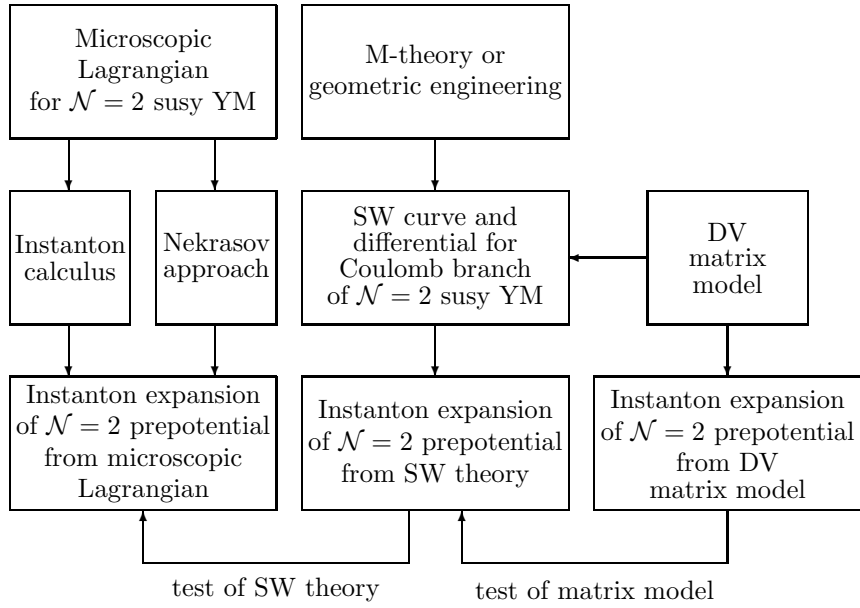 Microscopic
Lagrangian
for 𝒩 = 2 susy YM
M-theory or
geometric engineering
Instanton
calculus
Nekrasov
approach
SW curve and
differential for
Coulomb branch
of 𝒩 = 2 susy YM
DV
matrix
model
Instanton expansion
of 𝒩 = 2 prepotential
from microscopic
Lagrangian
Instanton expansion
of 𝒩 = 2 prepotential
from SW theory
Instanton expansion
of 𝒩 = 2 prepotential
from DV
matrix model
test of SW theory
test of matrix model